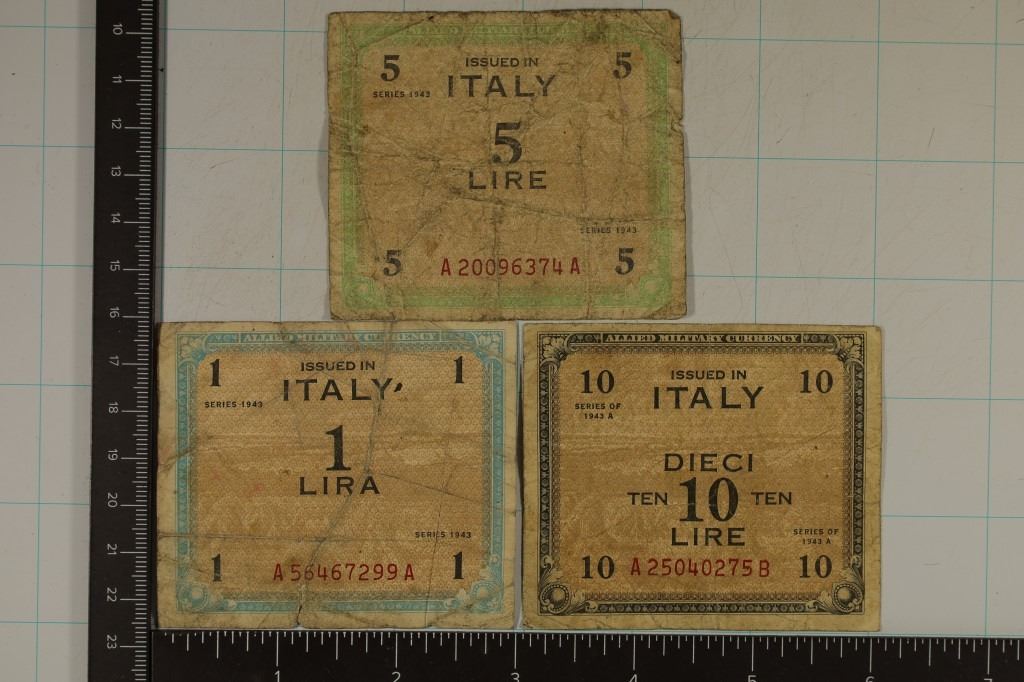 5 ISSUED IN 5
SERIES 1943 ITALY
5
LIRE
SERIES 1943
5 A 20096374 A 5
ALLIED MILITARY CURRENCY
1 ISSUED IN 1
ITALY
SERIES 1943
1
LIRA
SERIES 1943
1 A 56467299 A 1
ALLIED MILITARY CURRENCY
10 ISSUED IN 10
SERIES OF ITALY
1943 A
DIECI
TEN 10 TEN
LIRE
SERIES OF
1943 A
10 A 25040275 B 10
10
11
12
13
14
15
16
17
18
19
20
21
22
23
1 2 3 4 5 6 7